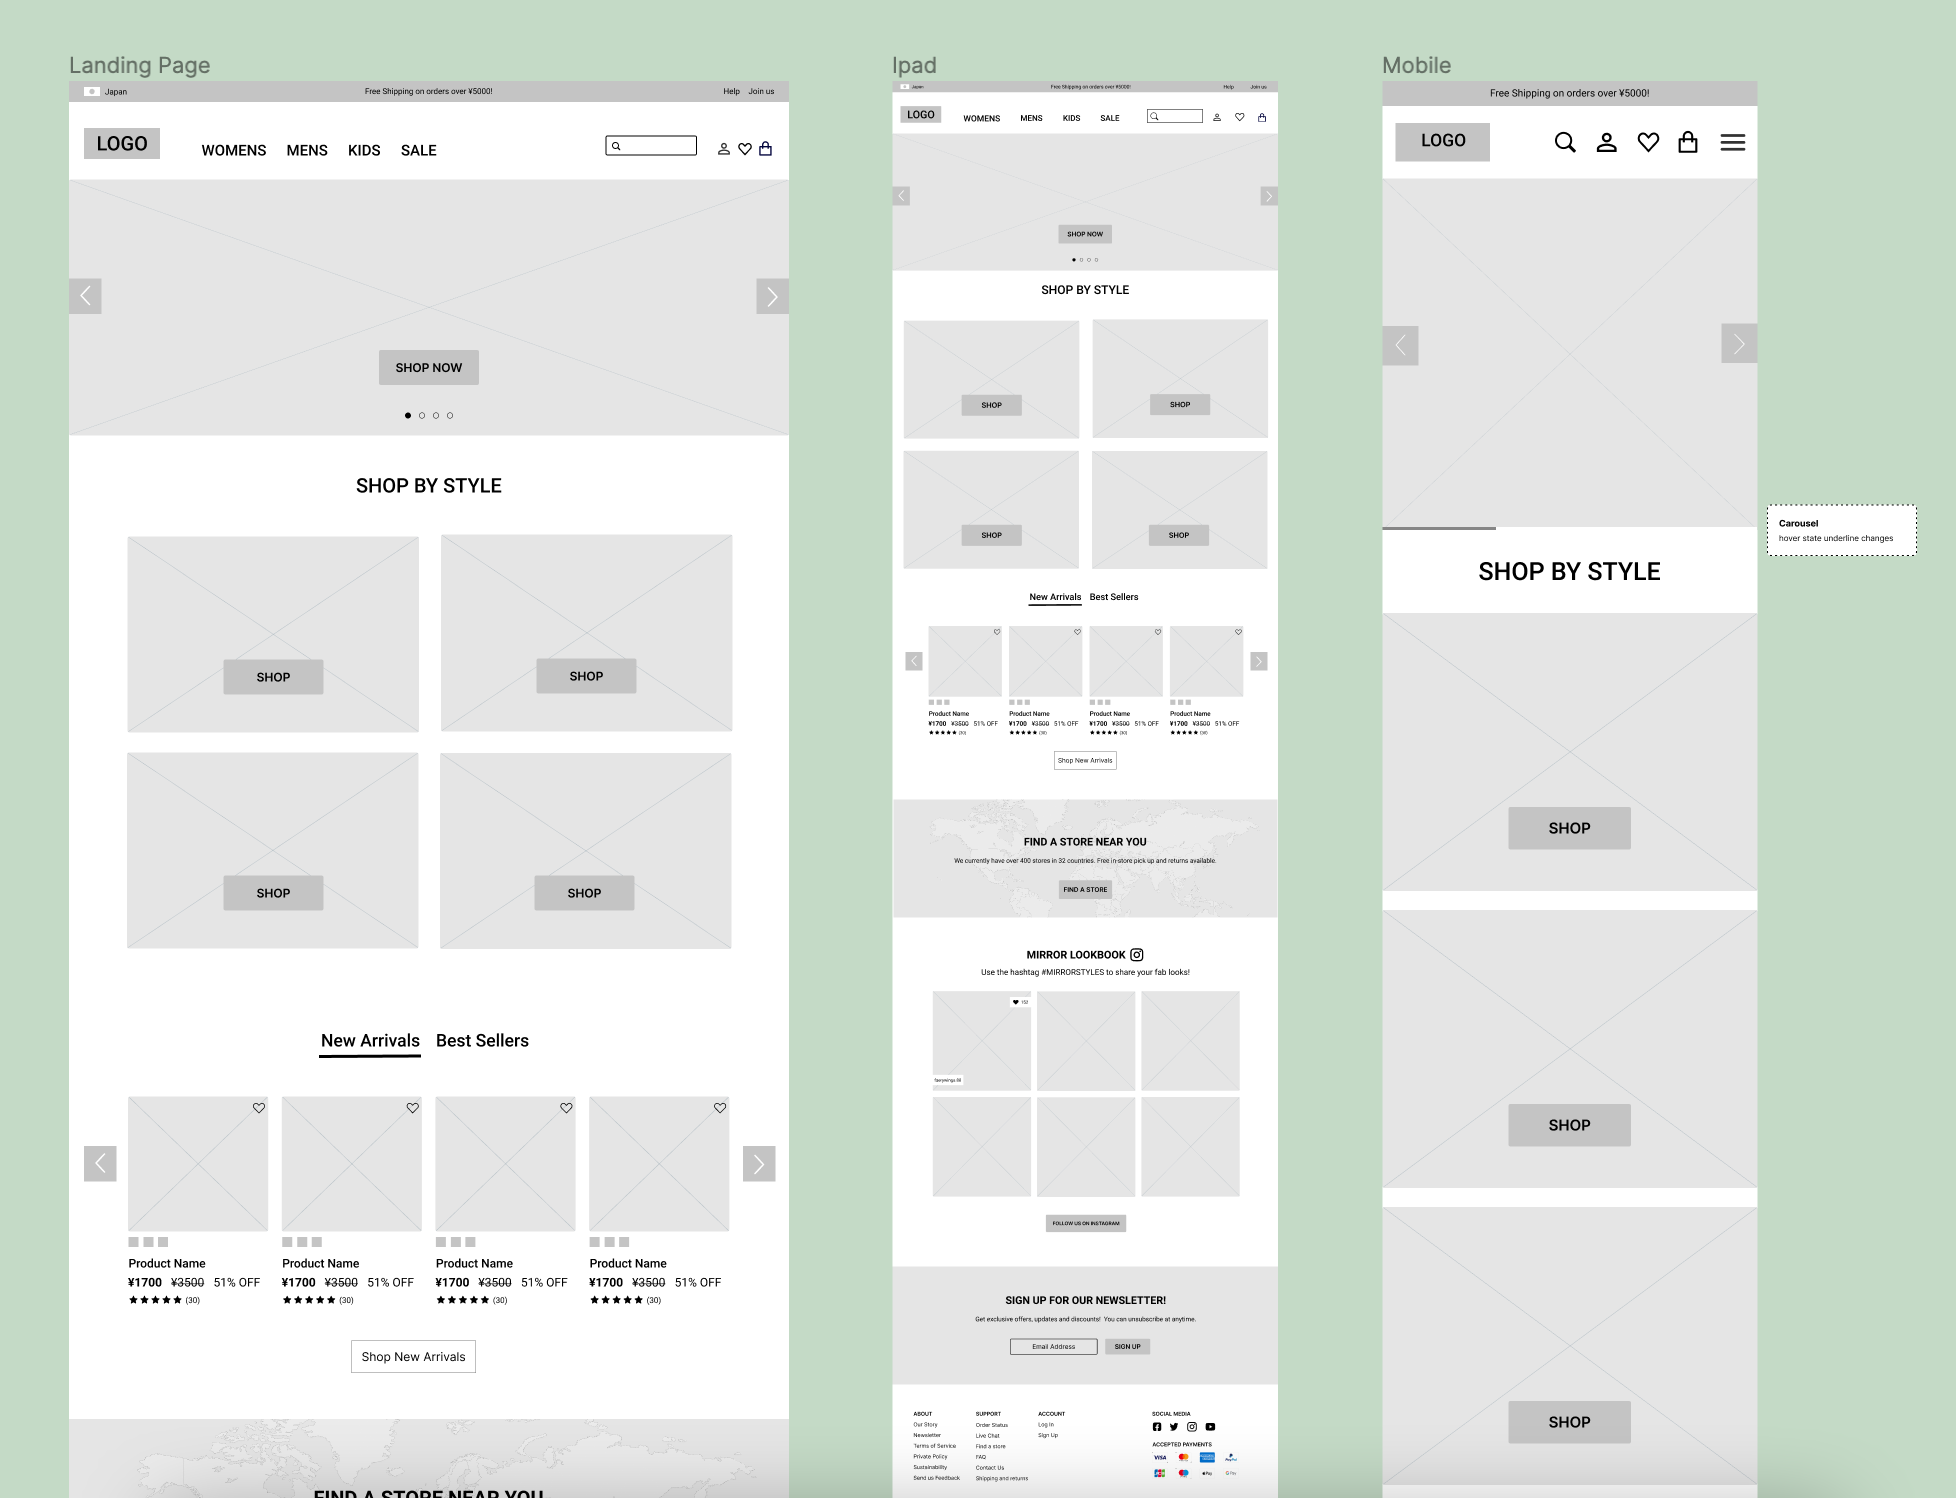 Landing Page
Japan
Free Shipping on orders over ¥5000!
Help
Join us
LOGO
WOMENS
MENS
KIDS
SALE
SHOP NOW
SHOP BY STYLE
SHOP
SHOP
SHOP
SHOP
New Arrivals
Best Sellers
Product Name
¥1700 ¥3500 51% OFF
(30)
Product Name
¥1700 ¥3500 51% OFF
(30)
Product Name
¥1700 ¥3500 51% OFF
(30)
Product Name
¥1700 ¥3500 51% OFF
(30)
Shop New Arrivals
FIND A STORE NEAR YOU
Ipad
Japan
Free Shipping on orders over ¥5000!
Help
Join us
LOGO
WOMENS
MENS
KIDS
SALE
SHOP NOW
SHOP BY STYLE
SHOP
SHOP
SHOP
SHOP
New Arrivals
Best Sellers
Product Name
¥1700 ¥3500 51% OFF
(30)
Product Name
¥1700 ¥3500 51% OFF
(30)
Product Name
¥1700 ¥3500 51% OFF
(30)
Product Name
¥1700 ¥3500 51% OFF
(30)
Shop New Arrivals
FIND A STORE NEAR YOU
We currently have over 400 stores in 32 countries. Free in-store pick up and returns available.
FIND A STORE
MIRROR LOOKBOOK
Use the hashtag #MIRRORSTYLES to share your fab looks!
152
FOLLOW US ON INSTAGRAM
SIGN UP FOR OUR NEWSLETTER!
Get exclusive offers, updates and discounts! You can unsubscribe at anytime.
Email Address
SIGN UP
ABOUT
Our Story
Newsletter
Terms of Service
Private Policy
Sustainability
Send us Feedback
SUPPORT
Order Status
Live Chat
Find a store
FAQ
Contact Us
Shipping and returns
ACCOUNT
Log In
Sign Up
SOCIAL MEDIA
ACCEPTED PAYMENTS
VISA
PayPal
JCB
Pay
Pay
Mobile
Free Shipping on orders over ¥5000!
LOGO
SHOP BY STYLE
SHOP
SHOP
SHOP
Carousel
hover state underline changes